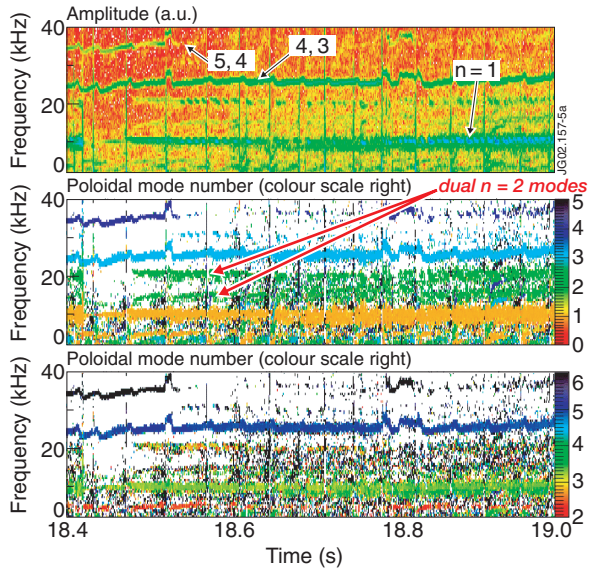 Amplitude (a.u.)
40
20
0
Frequency (kHz)
5, 4
4, 3
n = 1
JG02.157-5a
Poloidal mode number (colour scale right)
dual n = 2 modes
40
20
0
Frequency (kHz)
5
4
3
2
1
0
Poloidal mode number (colour scale right)
40
20
0
Frequency (kHz)
6
5
4
3
2
18.4
18.6
18.8
19.0
Time (s)